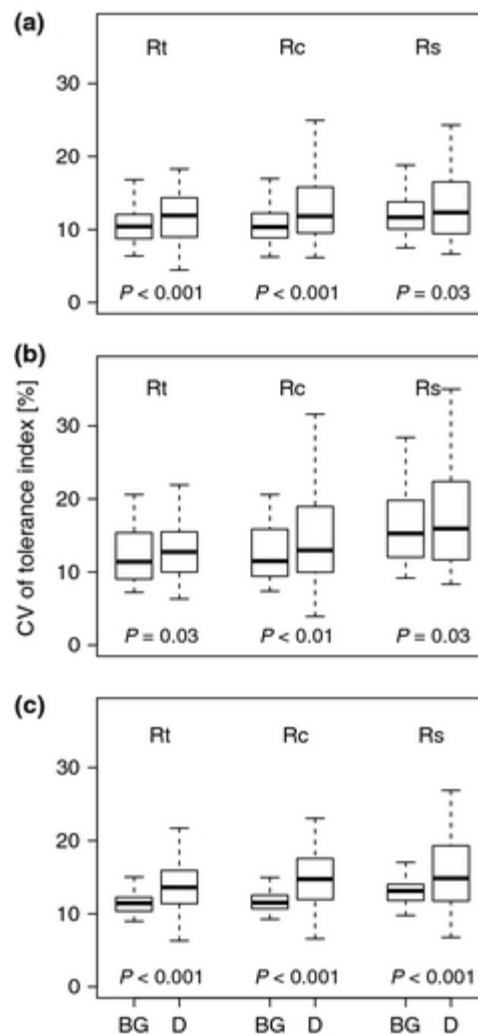 (a)
Rt Rc Rs
30
20
10
0
P < 0.001 P < 0.001 P = 0.03
(b)
Rt Rc Rs
30
20
10
0
P = 0.03 P < 0.01 P = 0.03
CV of tolerance index [%]
(c)
Rt Rc Rs
30
20
10
0
P < 0.001 P < 0.001 P < 0.001
BG D BG D BG D